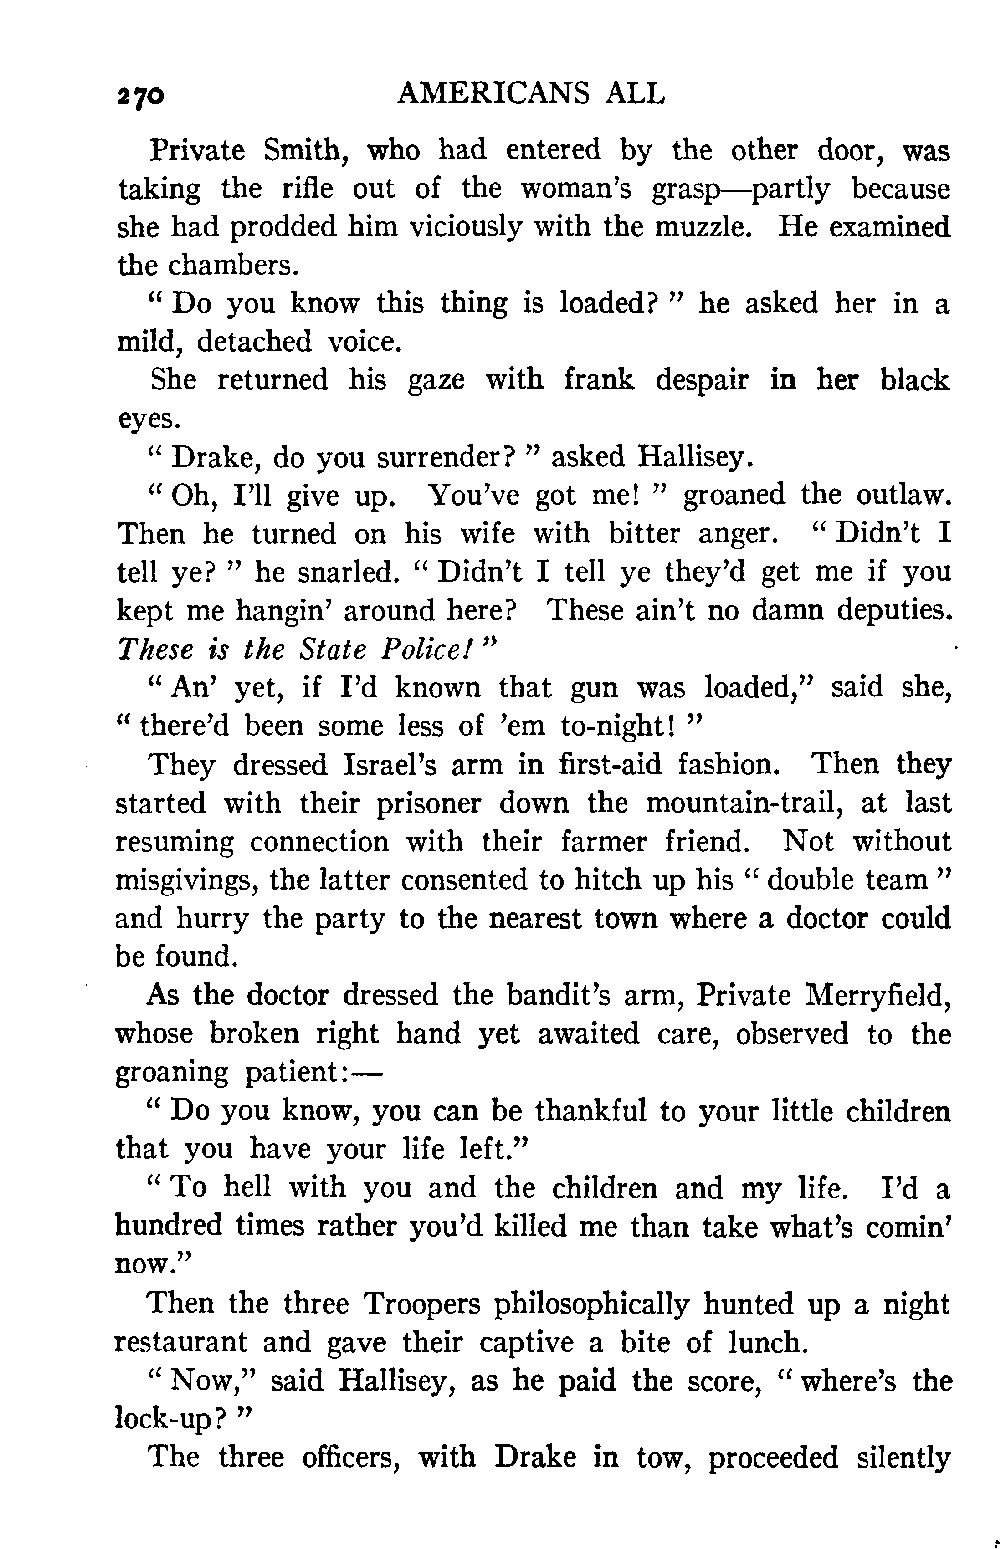 270 AMERICANS ALL
Private Smith, who had entered by the other door, was
taking the rifle out of the woman's grasp—partly because
she had prodded him viciously with the muzzle. He examined
the chambers.
“ Do you know this thing is loaded? ” he asked her in a
mild, detached voice.
She returned his gaze with frank despair in her black
eyes.
“ Drake, do you surrender? ” asked Hallisey.
“ Oh, I'll give up. You've got me! ” groaned the outlaw.
Then he turned on his wife with bitter anger. “ Didn't I
tell ye? ” he snarled. “ Didn't I tell ye they'd get me if you
kept me hangin' around here? These ain't no damn deputies.
These is the State Police! ”
“ An' yet, if I'd known that gun was loaded,” said she,
“ there'd been some less of 'em to-night! ”
They dressed Israel's arm in first-aid fashion. Then they
started with their prisoner down the mountain-trail, at last
resuming connection with their farmer friend. Not without
misgivings, the latter consented to hitch up his “ double team ”
and hurry the party to the nearest town where a doctor could
be found.
As the doctor dressed the bandit's arm, Private Merryfield,
whose broken right hand yet awaited care, observed to the
groaning patient:—
“ Do you know, you can be thankful to your little children
that you have your life left.”
“ To hell with you and the children and my life. I'd a
hundred times rather you'd killed me than take what's comin'
now.”
Then the three Troopers philosophically hunted up a night
restaurant and gave their captive a bite of lunch.
“ Now,” said Hallisey, as he paid the score, “ where's the
lock-up? ”
The three officers, with Drake in tow, proceeded silently